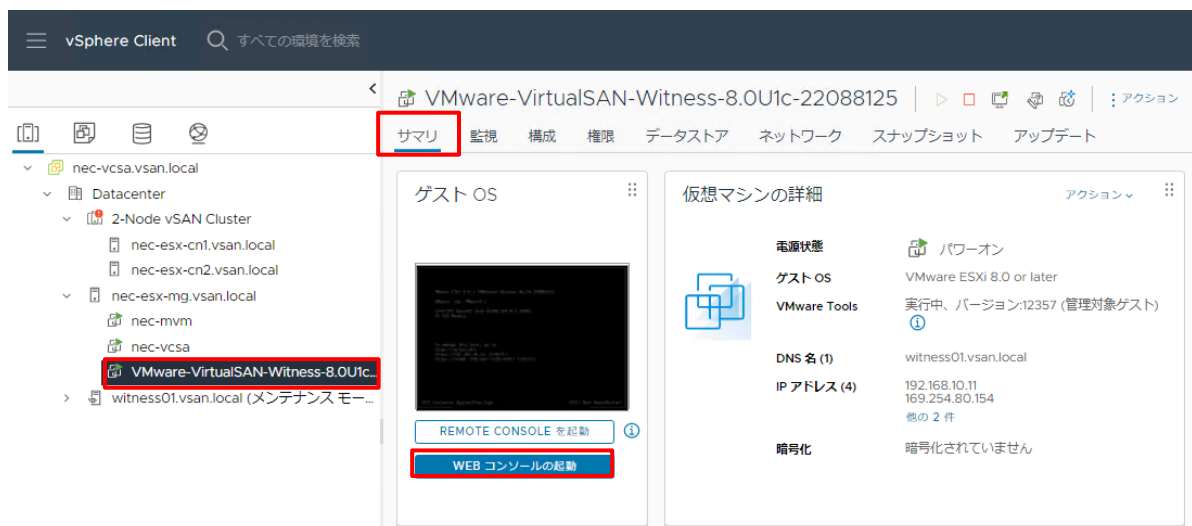 vSphere Client
すべての環境を検索
VMware-VirtualSAN-Witness-8.0U1c-22088125
アクション
サマリ 監視 構成 権限 データストア ネットワーク スナップショット アップデート
nec-vcsa.vsan.local
Datacenter
2-Node vSAN Cluster
nec-esx-cn1.vsan.local
nec-esx-cn2.vsan.local
nec-esx-mg.vsan.local
nec-mvm
nec-vcsa
VMware-VirtualSAN-Witness-8.0U1c...
witness01.vsan.local (メンテナンス モー...
ゲスト OS
REMOTE CONSOLE を起動
WEB コンソールの起動
仮想マシンの詳細
アクション
電源状態 パワーオン
ゲスト OS VMware ESXi 8.0 or later
VMware Tools 実行中、バージョン:12357 (管理対象ゲスト)
DNS 名 (1) witness01.vsan.local
IP アドレス (4) 192.168.10.11
169.254.80.154
他の 2 件
暗号化 暗号化されていません